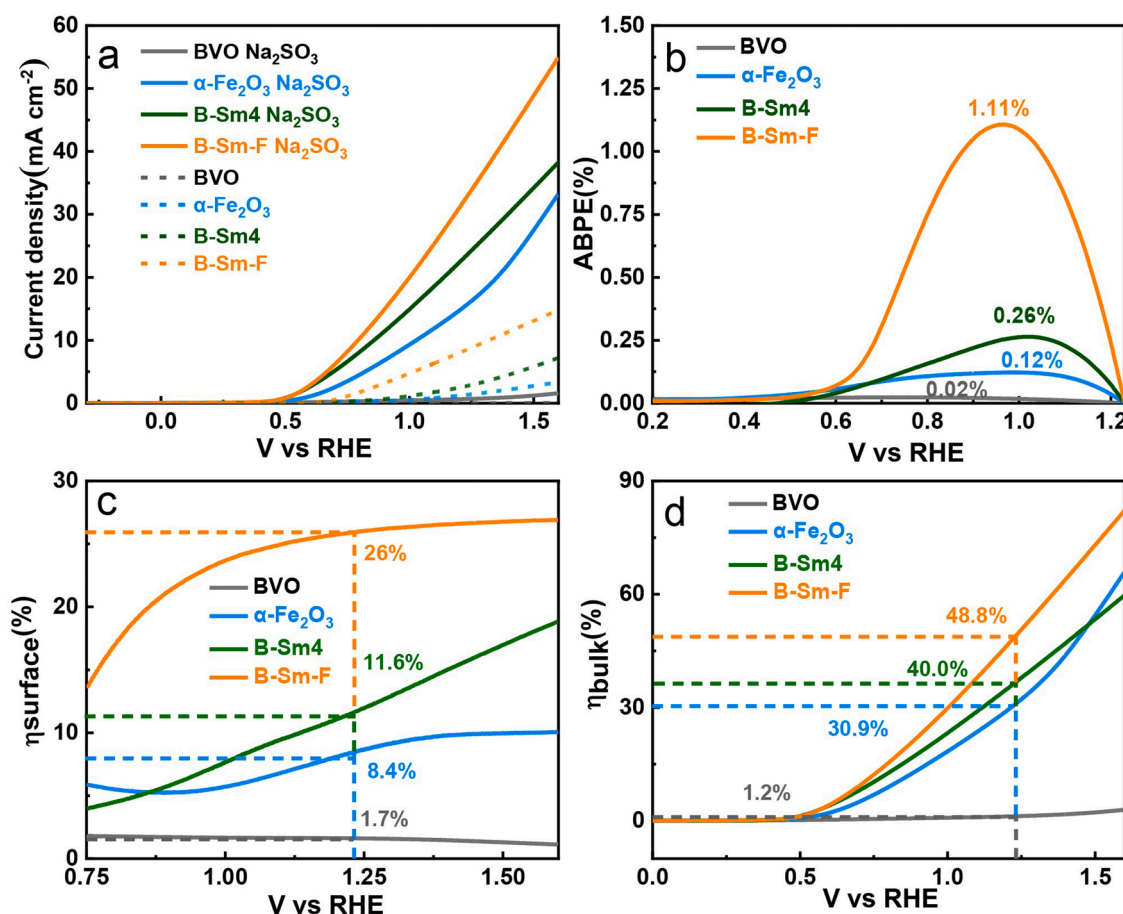 a
BVO Na₂SO₃
α-Fe₂O₃ Na₂SO₃
B-Sm4 Na₂SO₃
B-Sm-F Na₂SO₃
BVO
α-Fe₂O₃
B-Sm4
B-Sm-F
60
50
40
30
20
10
0
Current density(mA cm⁻²)
0.0 0.5 1.0 1.5
V vs RHE
b
BVO
α-Fe₂O₃
B-Sm4
B-Sm-F
1.11%
0.26%
0.12%
0.02%
1.50
1.25
1.00
0.75
0.50
0.25
0.00
ABPE(%)
0.2 0.4 0.6 0.8 1.0 1.2
V vs RHE
c
26%
BVO
α-Fe₂O₃
B-Sm4
B-Sm-F
11.6%
8.4%
1.7%
30
20
10
0
ηsurface(%)
0.75 1.00 1.25 1.50
V vs RHE
d
BVO
α-Fe₂O₃
B-Sm4
B-Sm-F
48.8%
40.0%
30.9%
1.2%
90
60
30
0
ηbulk(%)
0.0 0.5 1.0 1.5
V vs RHE